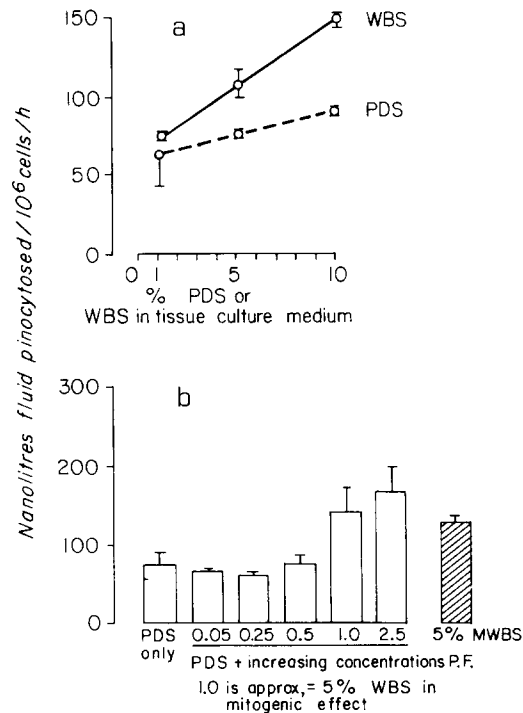 Nanolitres fluid pinocytosed/10⁶cells/h
a
150
100
50
0
WBS
PDS
0 1 5 10
% PDS or
WBS in tissue culture medium
b
300
200
100
0
PDS only
0.05 0.25 0.5 1.0 2.5
5% MWBS
PDS + increasing concentrations P.F.
1.0 is approx,= 5% WBS in
mitogenic effect